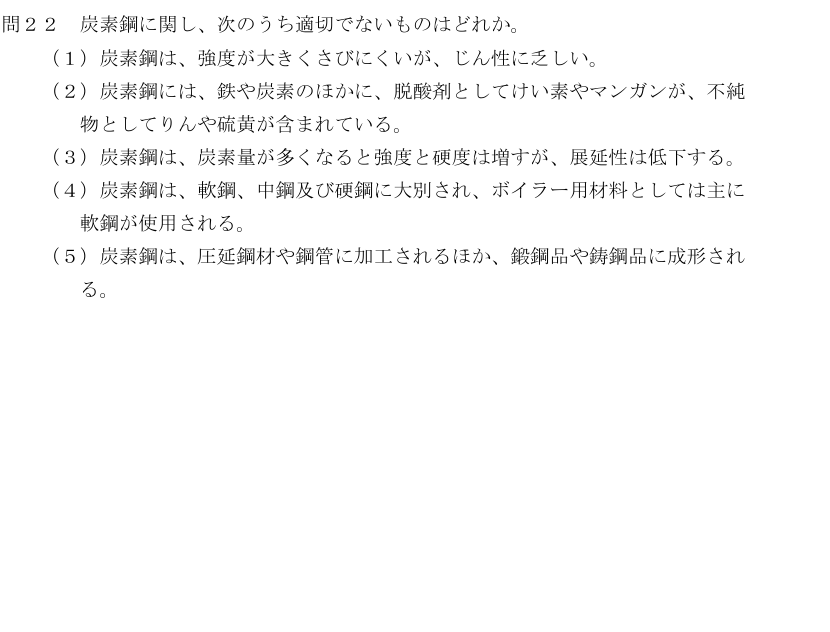 問２２　炭素鋼に関し、次のうち適切でないものはどれか。
（１）炭素鋼は、強度が大きくさびにくいが、じん性に乏しい。
（２）炭素鋼には、鉄や炭素のほかに、脱酸剤としてけい素やマンガンが、不純
物としてりんや硫黄が含まれている。
（３）炭素鋼は、炭素量が多くなると強度と硬度は増すが、展延性は低下する。
（４）炭素鋼は、軟鋼、中鋼及び硬鋼に大別され、ボイラー用材料としては主に
軟鋼が使用される。
（５）炭素鋼は、圧延鋼材や鋼管に加工されるほか、鍛鋼品や鋳鋼品に成形され
る。